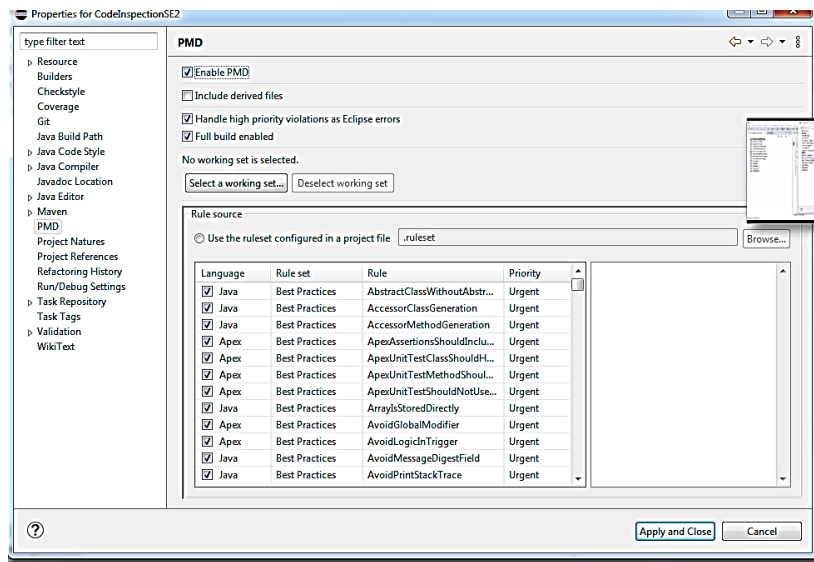 Properties for CodeInspectionSE2
type filter text
Resource
Builders
Checkstyle
Coverage
Git
Java Build Path
Java Code Style
Java Compiler
Javadoc Location
Java Editor
Maven
PMD
Project Natures
Project References
Refactoring History
Run/Debug Settings
Task Repository
Task Tags
Validation
WikiText
PMD
Enable PMD
Include derived files
Handle high priority violations as Eclipse errors
Full build enabled
No working set is selected.
Select a working set... Deselect working set
Rule source
Use the ruleset configured in a project file .ruleset Browse...
Language Rule set Rule Priority
Java Best Practices AbstractClassWithoutAbstr... Urgent
Java Best Practices AccessorClassGeneration Urgent
Java Best Practices AccessorMethodGeneration Urgent
Apex Best Practices ApexAssertionsShouldInclu... Urgent
Apex Best Practices ApexUnitTestClassShouldH... Urgent
Apex Best Practices ApexUnitTestMethodShoul... Urgent
Apex Best Practices ApexUnitTestShouldNotUse... Urgent
Java Best Practices ArrayIsStoredDirectly Urgent
Apex Best Practices AvoidGlobalModifier Urgent
Apex Best Practices AvoidLogicInTrigger Urgent
Java Best Practices AvoidMessageDigestField Urgent
Java Best Practices AvoidPrintStackTrace Urgent
? Apply and Close Cancel